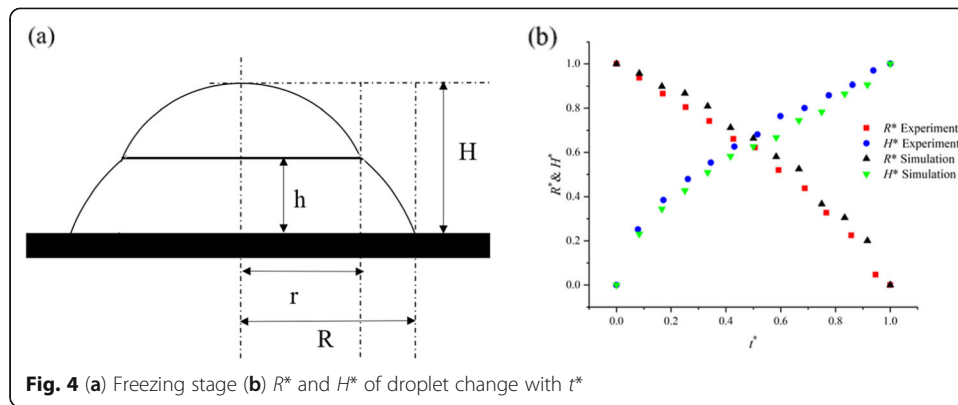 (a)
H
h
r
R
(b)
1.0
0.8
0.6
0.4
0.2
0.0
R*& H*
0.0
0.2
0.4
0.6
0.8
1.0
t*
R* Experiment
H* Experiment
R* Simulation
H* Simulation
Fig. 4 (a) Freezing stage (b) R* and H* of droplet change with t*